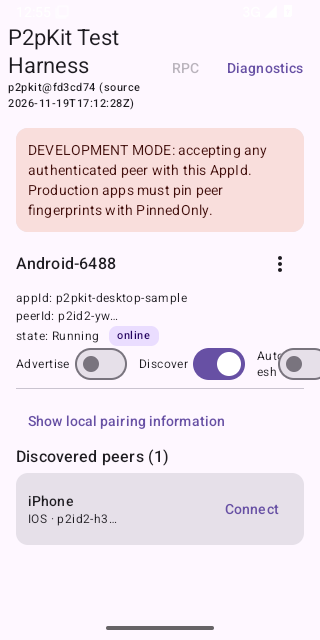 P2pKit Test
Harness
RPC
Diagnostics
p2pkit@fd3cd74 (source
2026-11-19T17:12:28Z)
DEVELOPMENT MODE: accepting any
authenticated peer with this AppId.
Production apps must pin peer
fingerprints with PinnedOnly.
Android-6488
appId: p2pkit-desktop-sample
peerId: p2id2-yw…
state: Running online
Advertise
Discover
esh
Show local pairing information
Discovered peers (1)
iPhone
IOS · p2id2-h3…
Connect